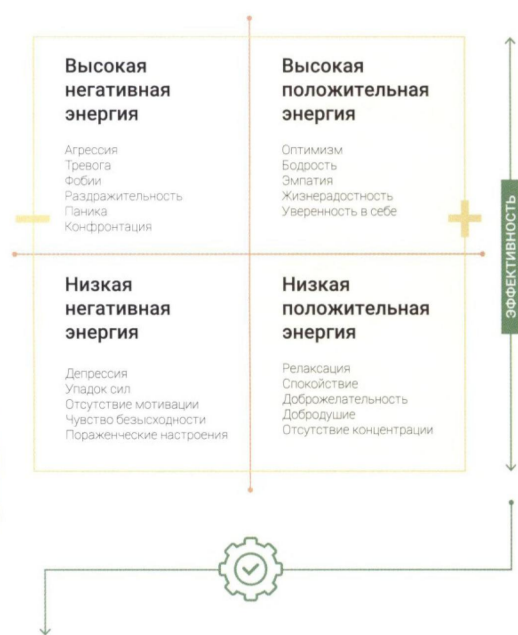 Высокая
негативная
энергия
Агрессия
Тревога
Фобии
Раздражительность
Паника
Конфронтация
Высокая
положительная
энергия
Оптимизм
Бодрость
Эмпатия
Жизнерадостность
Уверенность в себе
Низкая
негативная
энергия
Депрессия
Упадок сил
Отсутствие мотивации
Чувство безысходности
Пораженческие настроения
Низкая
положительная
энергия
Релаксация
Спокойствие
Доброжелательность
Добродушие
Отсутствие концентрации
ЭФФЕКТИВНОСТЬ